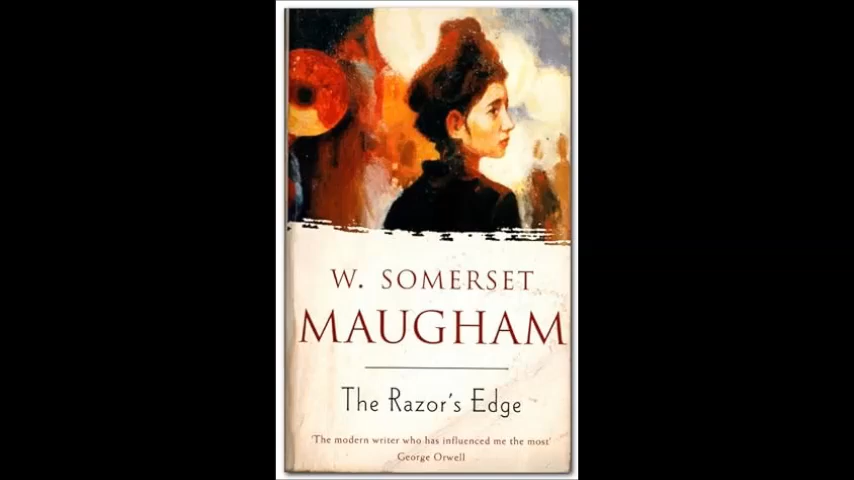 W. SOMERSET
MAUGHAM
The Razor's Edge
'The modern writer who has influenced me the most'
George Orwell